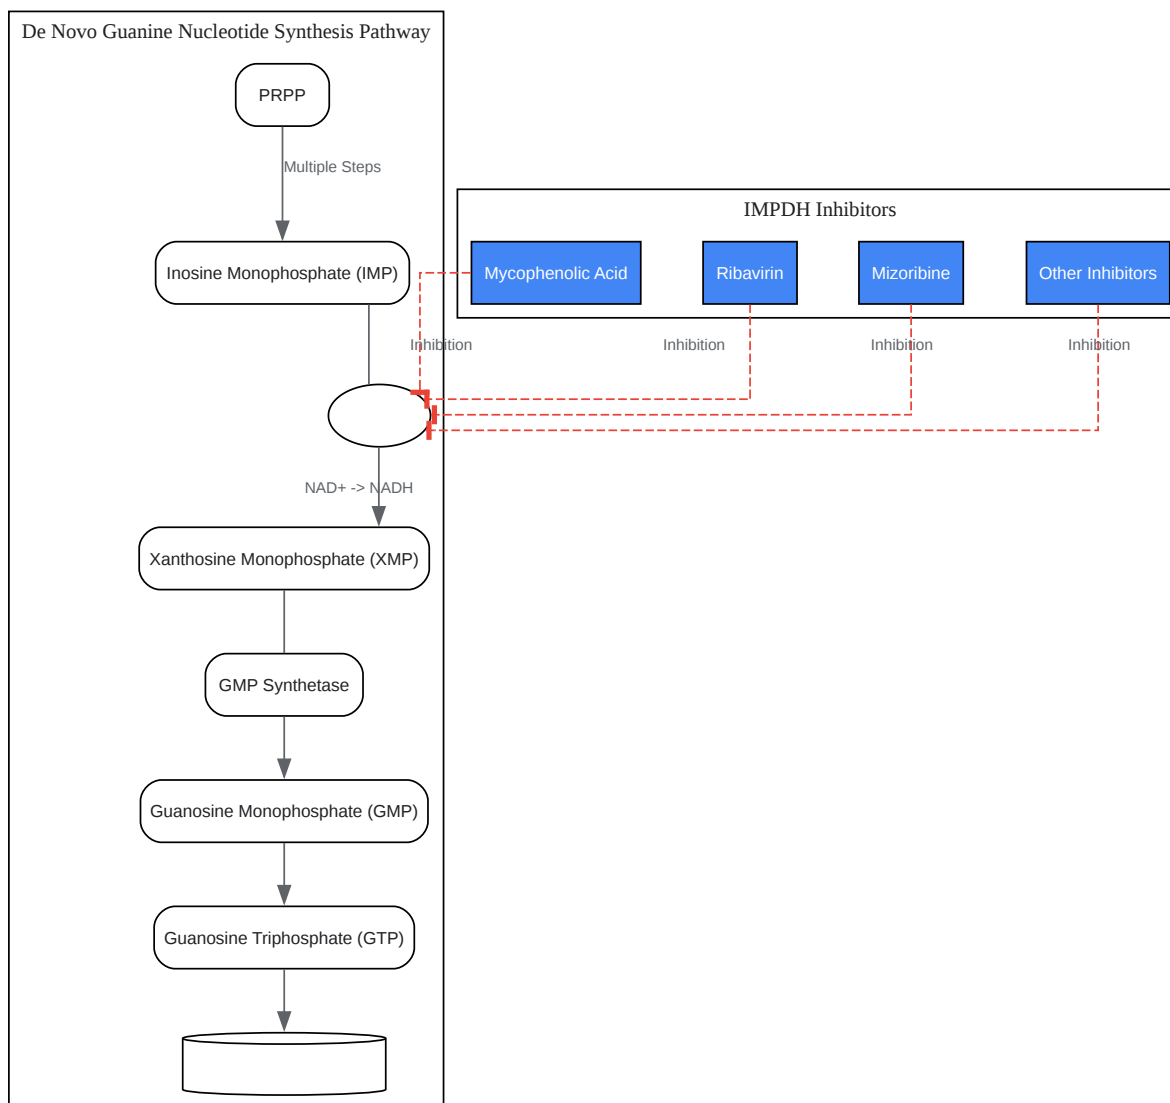 De Novo Guanine Nucleotide Synthesis Pathway
PRPP
Multiple Steps
IMPDH Inhibitors
Inosine Monophosphate (IMP)
Mycophenolic Acid
Ribavirin
Mizoribine
Other Inhibitors
Inhibition
Inhibition
Inhibition
Inhibition
NAD+ -> NADH
Xanthosine Monophosphate (XMP)
GMP Synthetase
Guanosine Monophosphate (GMP)
Guanosine Triphosphate (GTP)